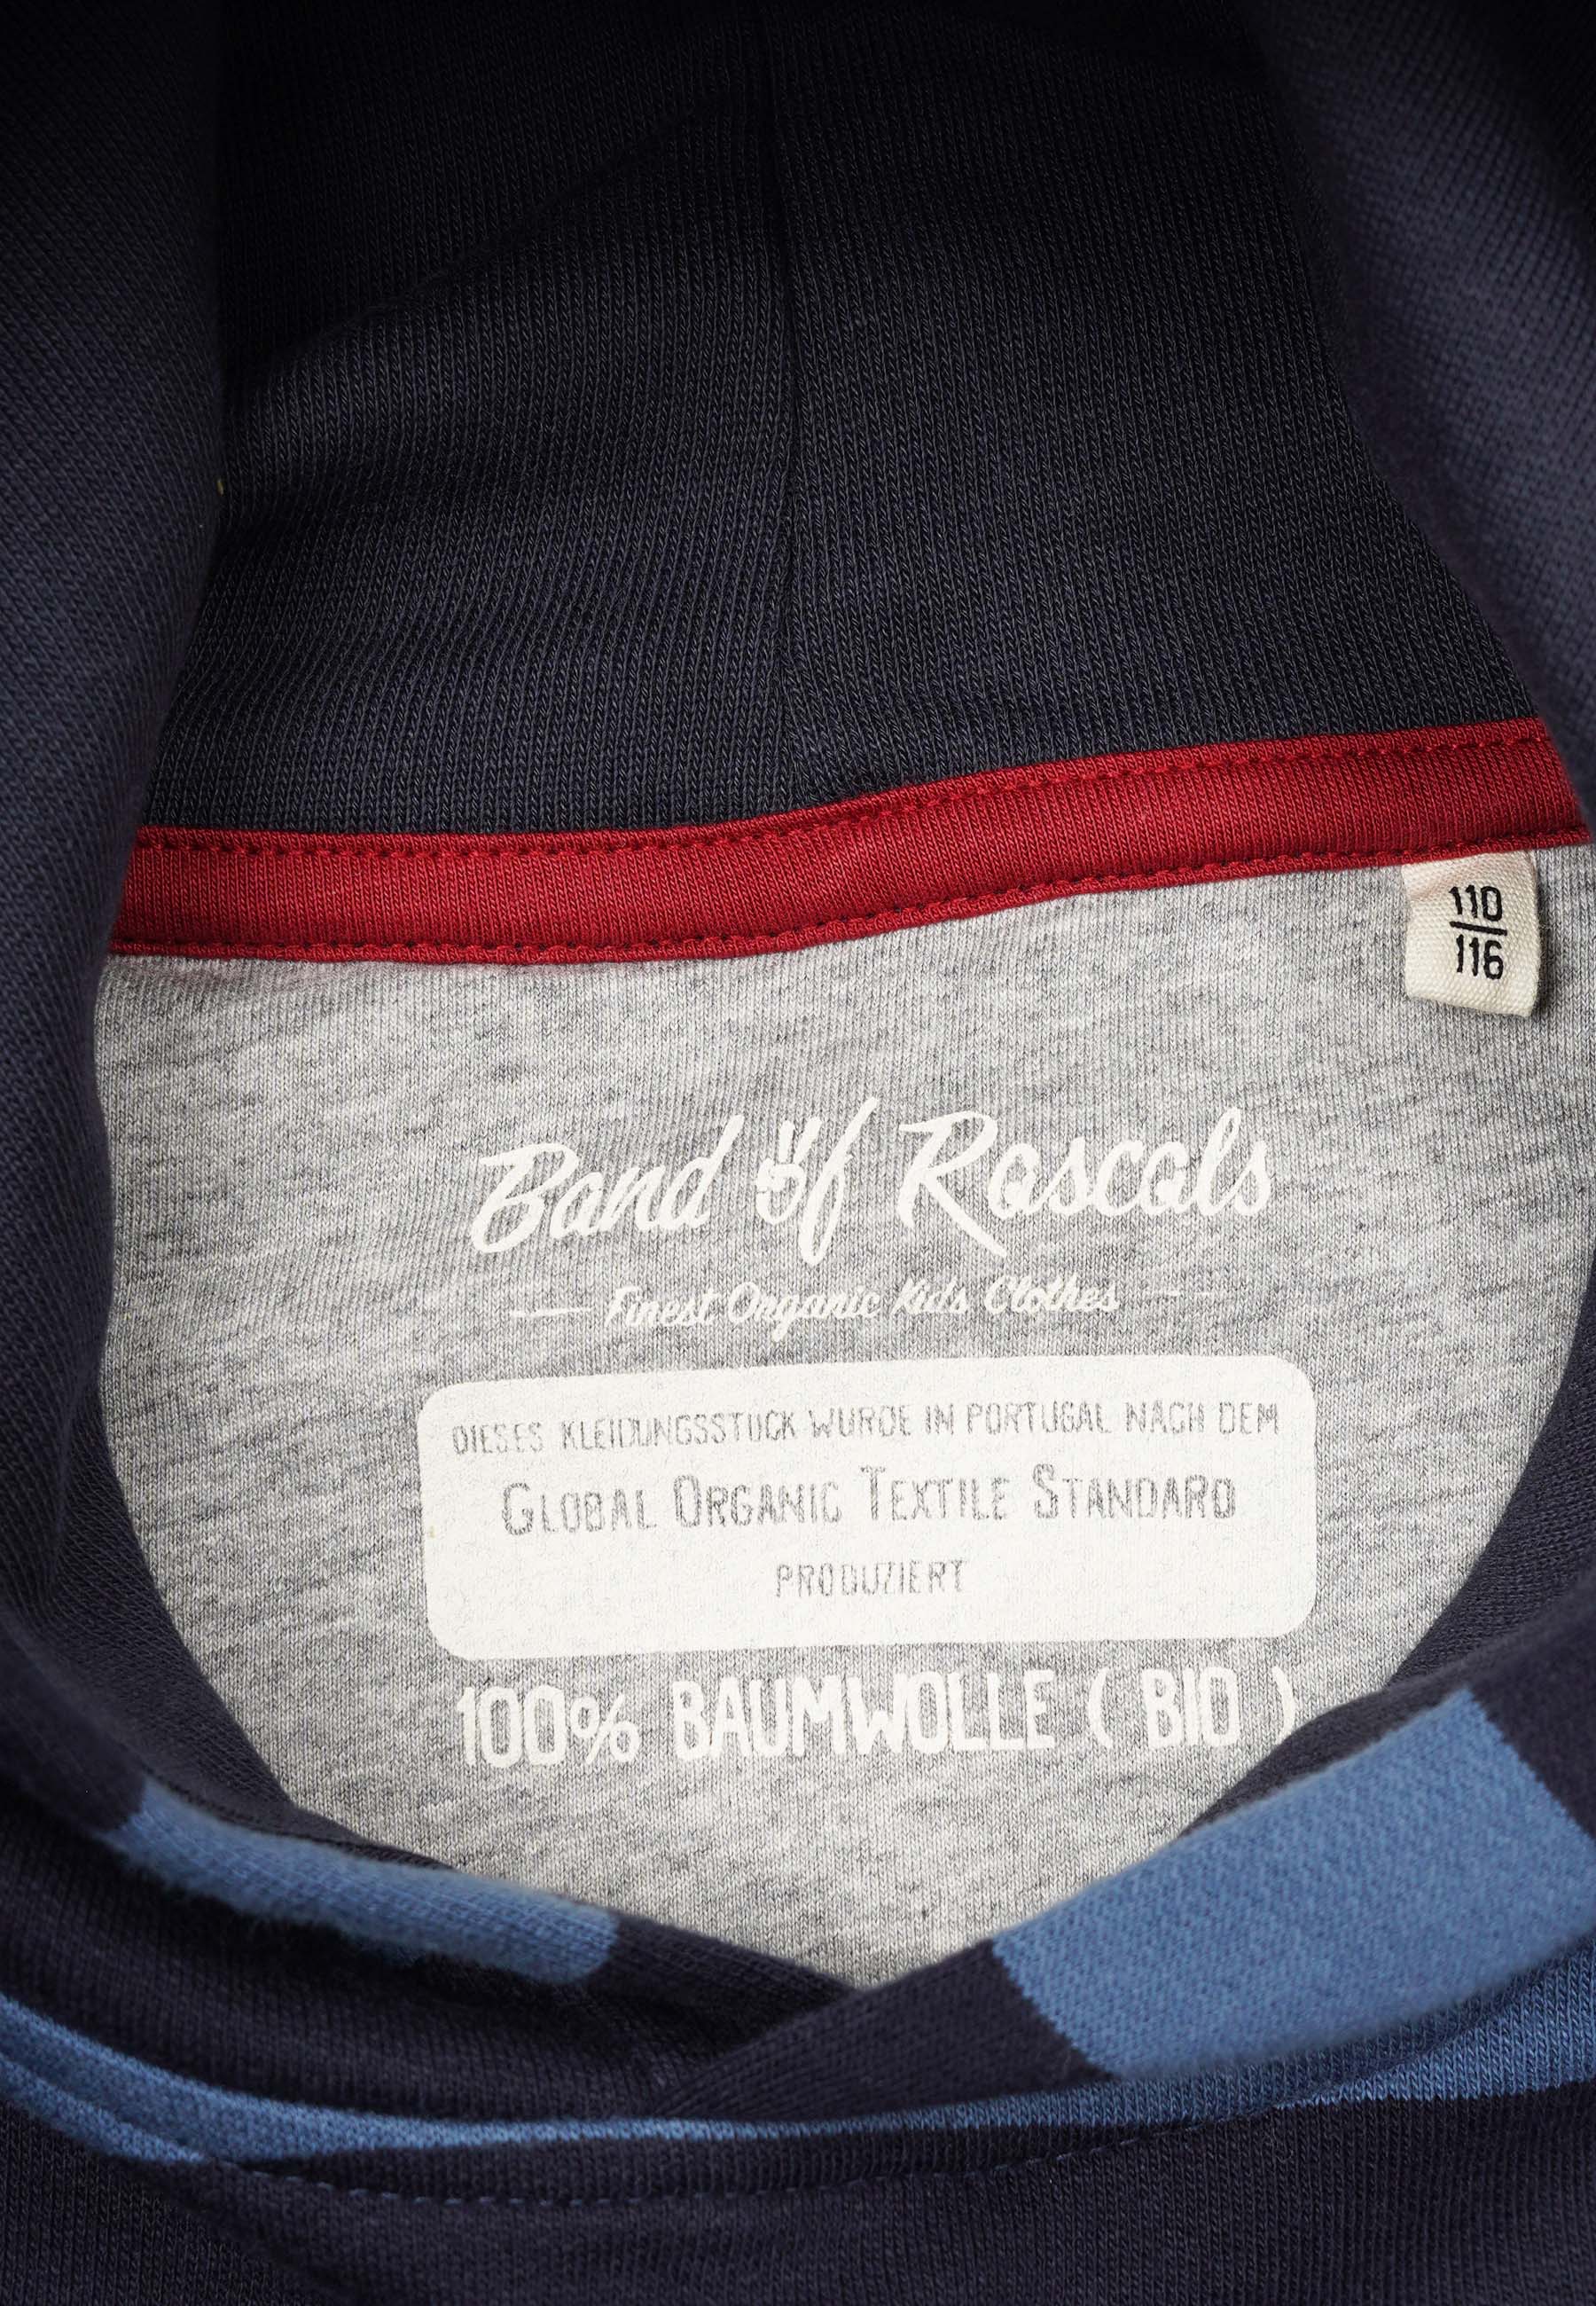 110
116
Band of Rascals
Finest Organic Kids Clothes
DIESES KLEIDUNGSSTÜCK WURDE IN PORTUGAL NACH DEM
GLOBAL ORGANIC TEXTILE STANDARD
PRODUZIERT
100% BAUMWOLLE ( BIO )